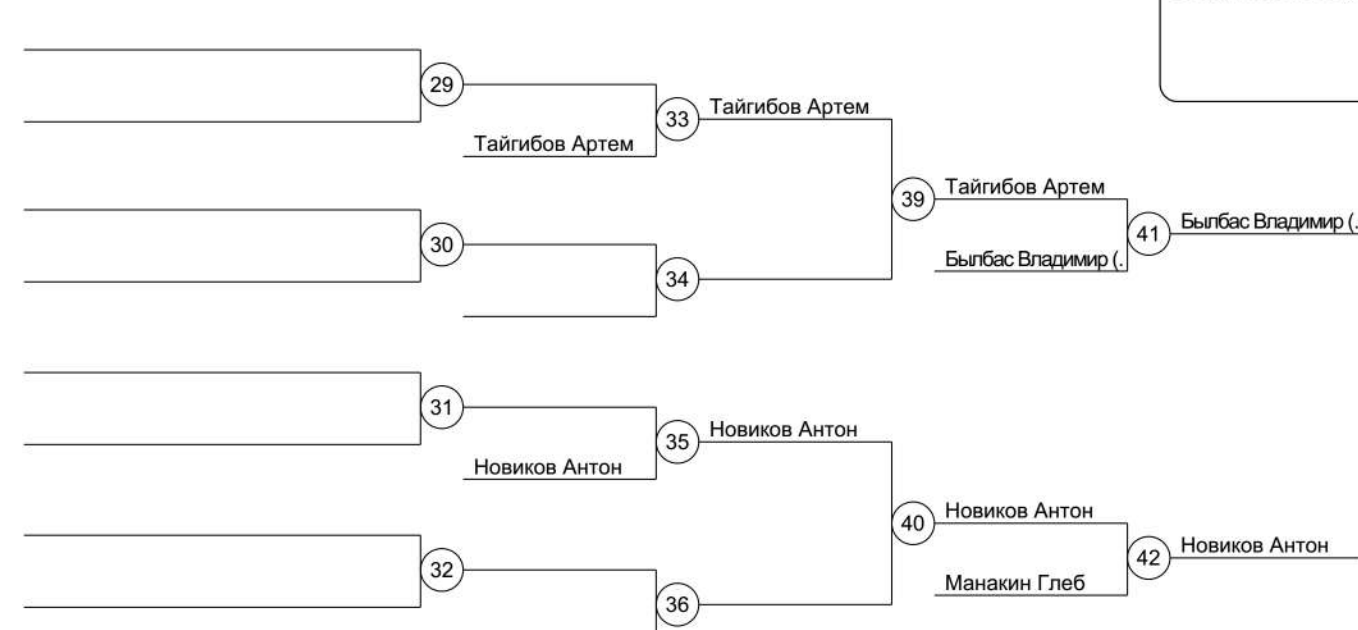 29
33 Тайгибов Артем
Тайгибов Артем
39 Тайгибов Артем
41 Былбас Владимир (.
30
34
Былбас Владимир (.
31
35 Новиков Антон
Новиков Антон
40 Новиков Антон
42 Новиков Антон
32
36
Манакин Глеб